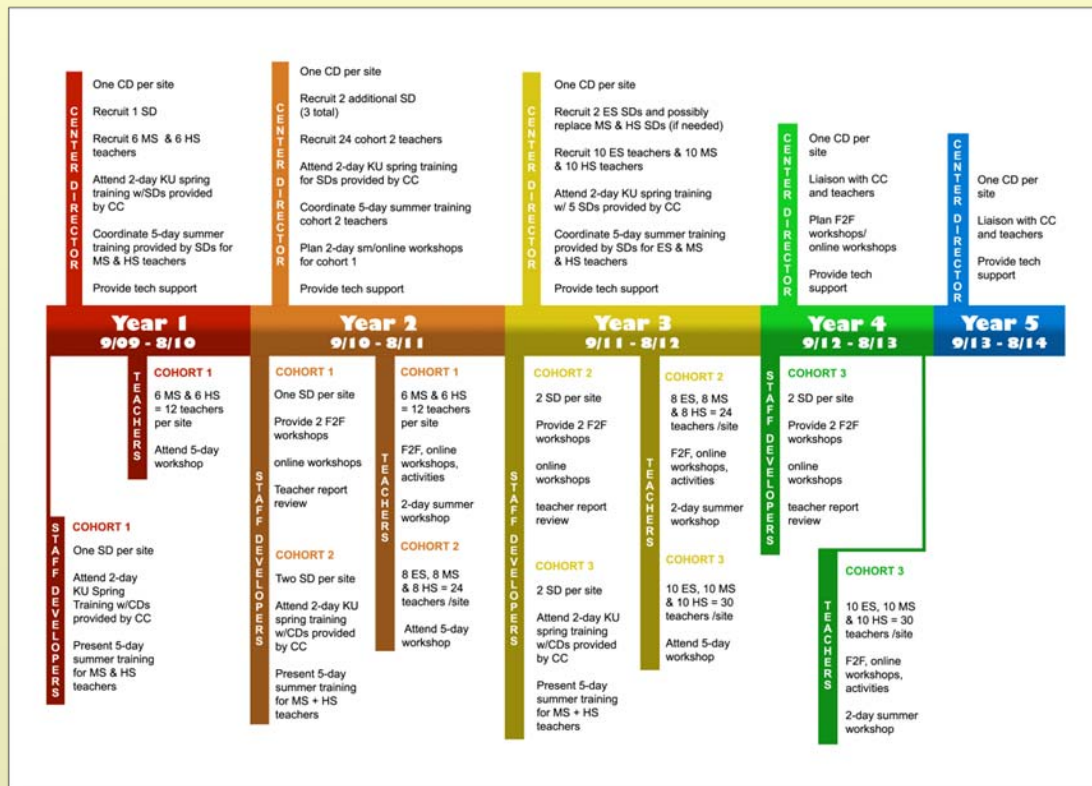 CENTER DIRECTOR
One CD per site
Recruit 1 SD
Recruit 6 MS & 6 HS
teachers
Attend 2-day KU spring
training w/SDs provided
by CC
Coordinate 5-day summer
training provided by SDs for
MS & HS teachers
Provide tech support
CENTER DIRECTOR
One CD per site
Recruit 2 additional SD
(3 total)
Recruit 24 cohort 2 teachers
Attend 2-day KU spring training
for SDs provided by CC
Coordinate 5-day summer training
cohort 2 teachers
Plan 2-day sm/online workshops
for cohort 1
Provide tech support
CENTER DIRECTOR
One CD per site
Recruit 2 ES SDs and possibly
replace MS & HS SDs (if needed)
Recruit 10 ES teachers & 10 MS
& 10 HS teachers
Attend 2-day KU spring training
w/ 5 SDs provided by CC
Coordinate 5-day summer training
provided by SDs for ES & MS
& HS teachers
Provide tech support
CENTER DIRECTOR
One CD per
site
Liaison with CC
and teachers
Plan F2F
workshops/
online workshops
Provide tech
support
CENTER DIRECTOR
One CD per
site
Liaison with CC
and teachers
Provide tech
support
Year 1
9/09 - 8/10
Year 2
9/10 - 8/11
Year 3
9/11 - 8/12
Year 4
9/12 - 8/13
Year 5
9/13 - 8/14
TEACHERS
COHORT 1
6 MS & 6 HS
= 12 teachers
per site
Attend 5-day
workshop
STAFF DEVELOPERS
COHORT 1
One SD per site
Attend 2-day
KU Spring
Training w/CDs
provided by CC
Present 5-day
summer training
for MS & HS
teachers
STAFF DEVELOPERS
COHORT 1
One SD per site
Provide 2 F2F
workshops
online workshops
Teacher report
review
COHORT 2
Two SD per site
Attend 2-day KU
spring training
w/CDs provided
by CC
Present 5-day
summer training
for MS + HS
teachers
TEACHERS
COHORT 1
6 MS & 6 HS
= 12 teachers
per site
F2F, online
workshops,
activities
2-day summer
workshop
COHORT 2
8 ES, 8 MS
& 8 HS = 24
teachers /site
Attend 5-day
workshop
STAFF DEVELOPERS
COHORT 2
2 SD per site
Provide 2 F2F
workshops
online
workshops
teacher report
review
COHORT 3
2 SD per site
Attend 2-day KU
spring training
w/CDs provided
by CC
Present 5-day
summer training
for MS + HS
teachers
TEACHERS
COHORT 2
8 ES, 8 MS
& 8 HS = 24
teachers /site
F2F, online
workshops,
activities
2-day summer
workshop
COHORT 3
10 ES, 10 MS
& 10 HS = 30
teachers /site
Attend 5-day
workshop
STAFF DEVELOPERS
COHORT 3
2 SD per site
Provide 2 F2F
workshops
online
workshops
teacher report
review
TEACHERS
COHORT 3
10 ES, 10 MS
& 10 HS = 30
teachers /site
F2F, online
workshops,
activities
2-day summer
workshop